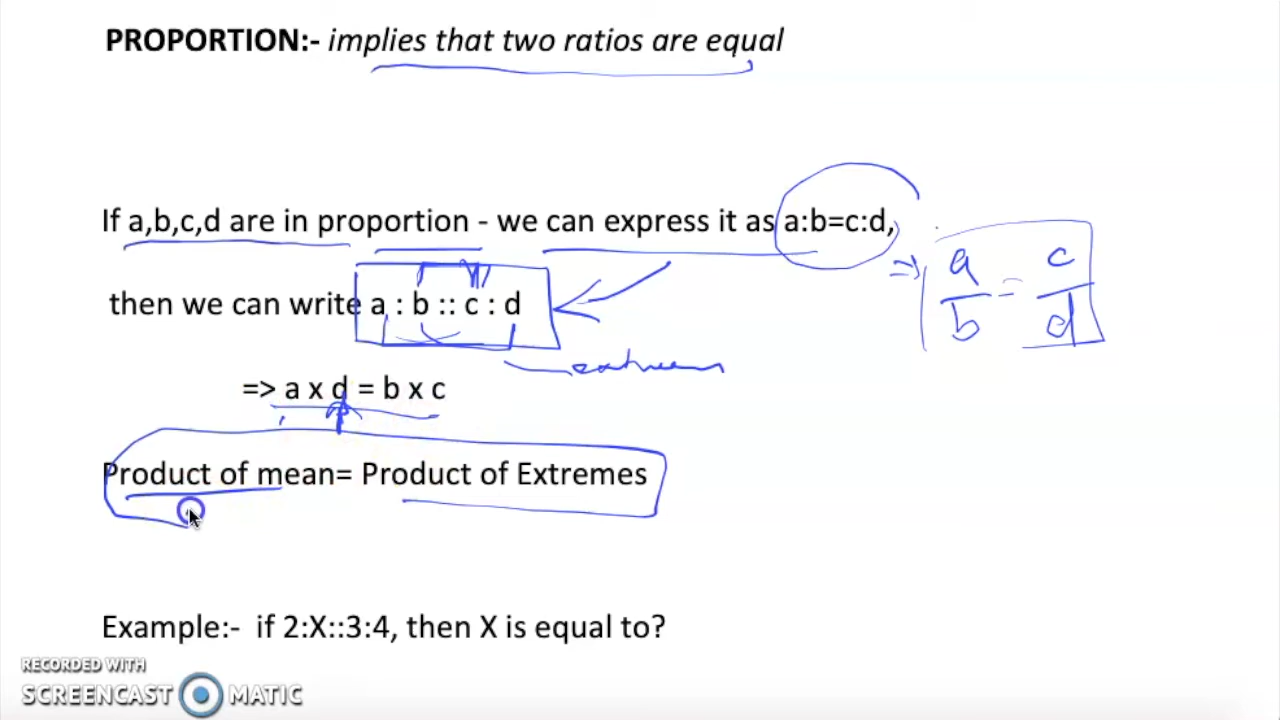 PROPORTION:- implies that two ratios are equal
If a,b,c,d are in proportion - we can express it as a:b=c:d,
=> a/b = c/d
then we can write a : b :: c : d
=> a x d = b x c
Product of mean= Product of Extremes
Example:- if 2:X::3:4, then X is equal to?
RECORDED WITH
SCREENCAST MATIC